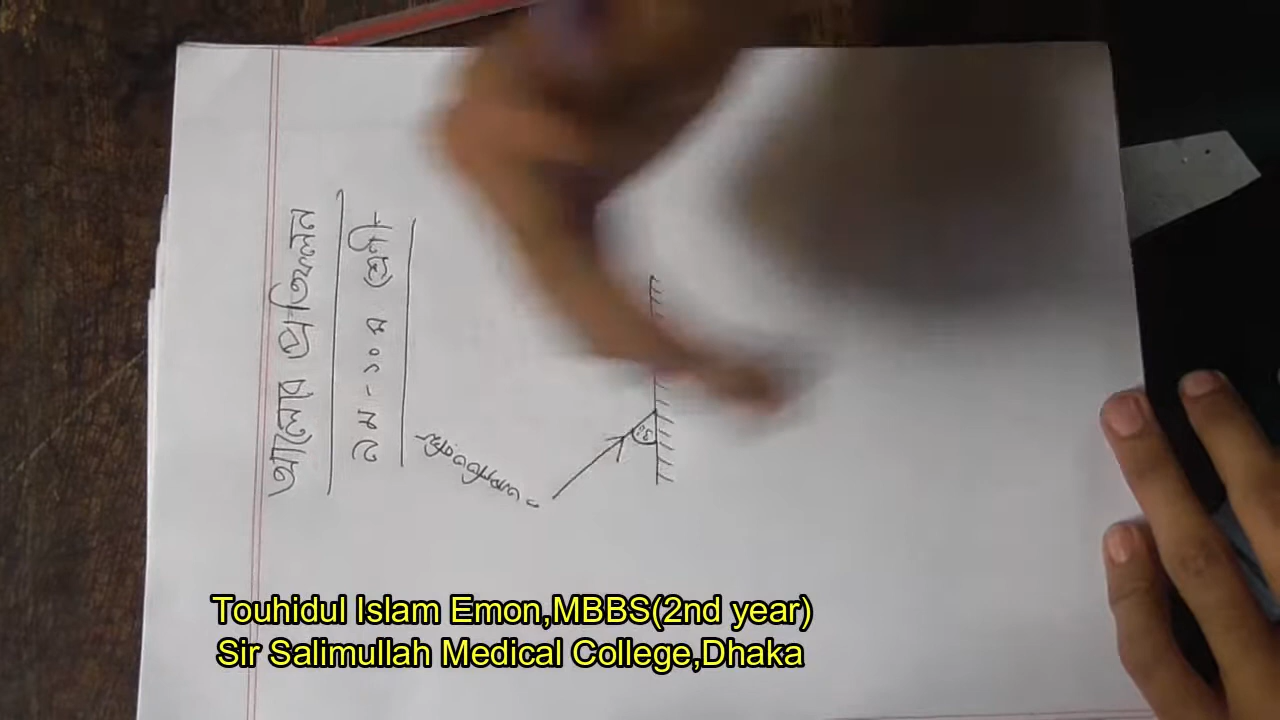 আলোর প্রতিফলন
৯ম - ১০ম শ্রেণী
Touhidul Islam Emon,MBBS(2nd year)
Sir Salimullah Medical College,Dhaka